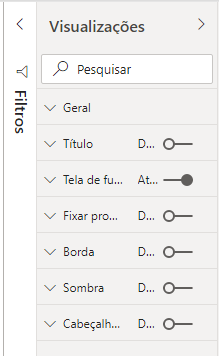 Visualizações
Filtros
Pesquisar
Geral
Título D...
Tela de fu... At...
Fixar pro... D...
Borda D...
Sombra D...
Cabeçalh... D...